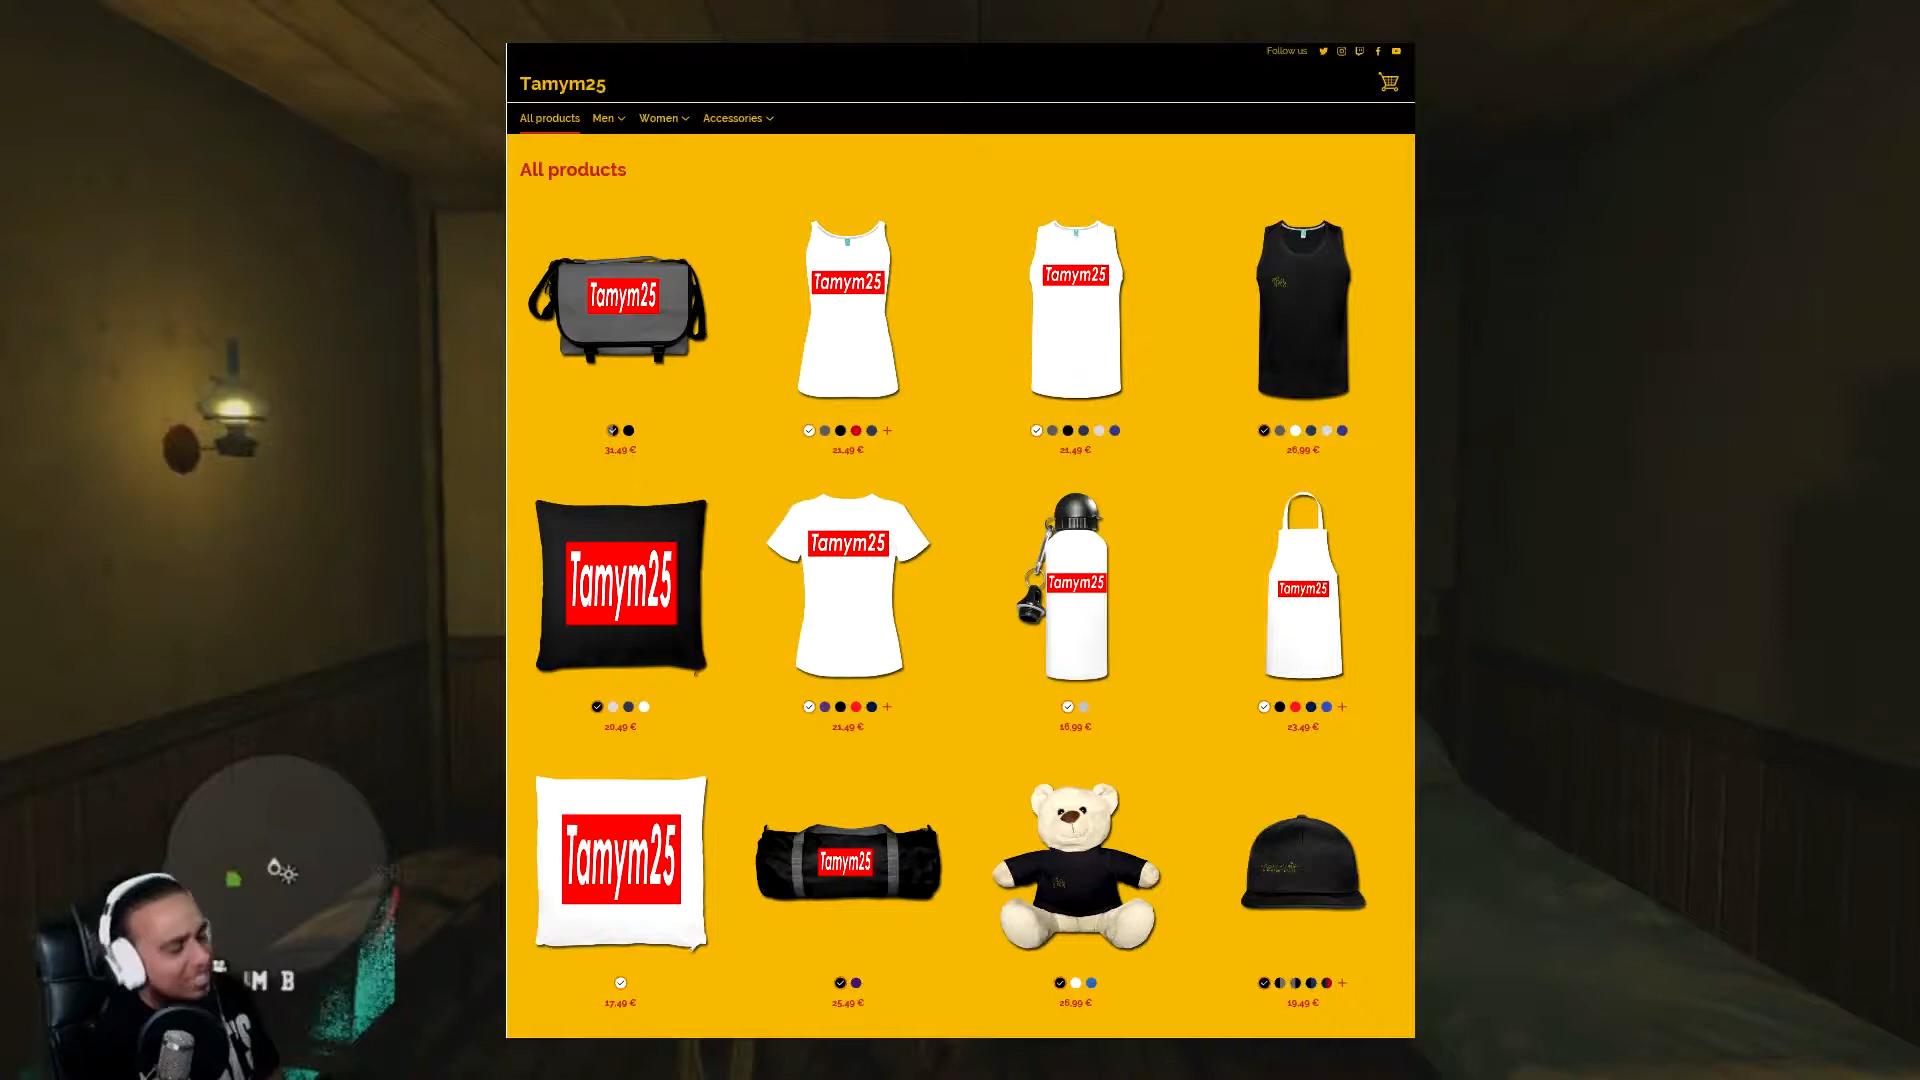 Follow us
Tamym25
All products Men Women Accessories
All products
Tamym25
Tamym25
Tamym25
31,49 €
21,49 €
21,49 €
26,99 €
Tamym25
Tamym25
Tamym25
Tamym25
20,49 €
21,49 €
16,99 €
23,49 €
Tamym25
Tamym25
17,49 €
25,49 €
26,99 €
19,49 €
M B